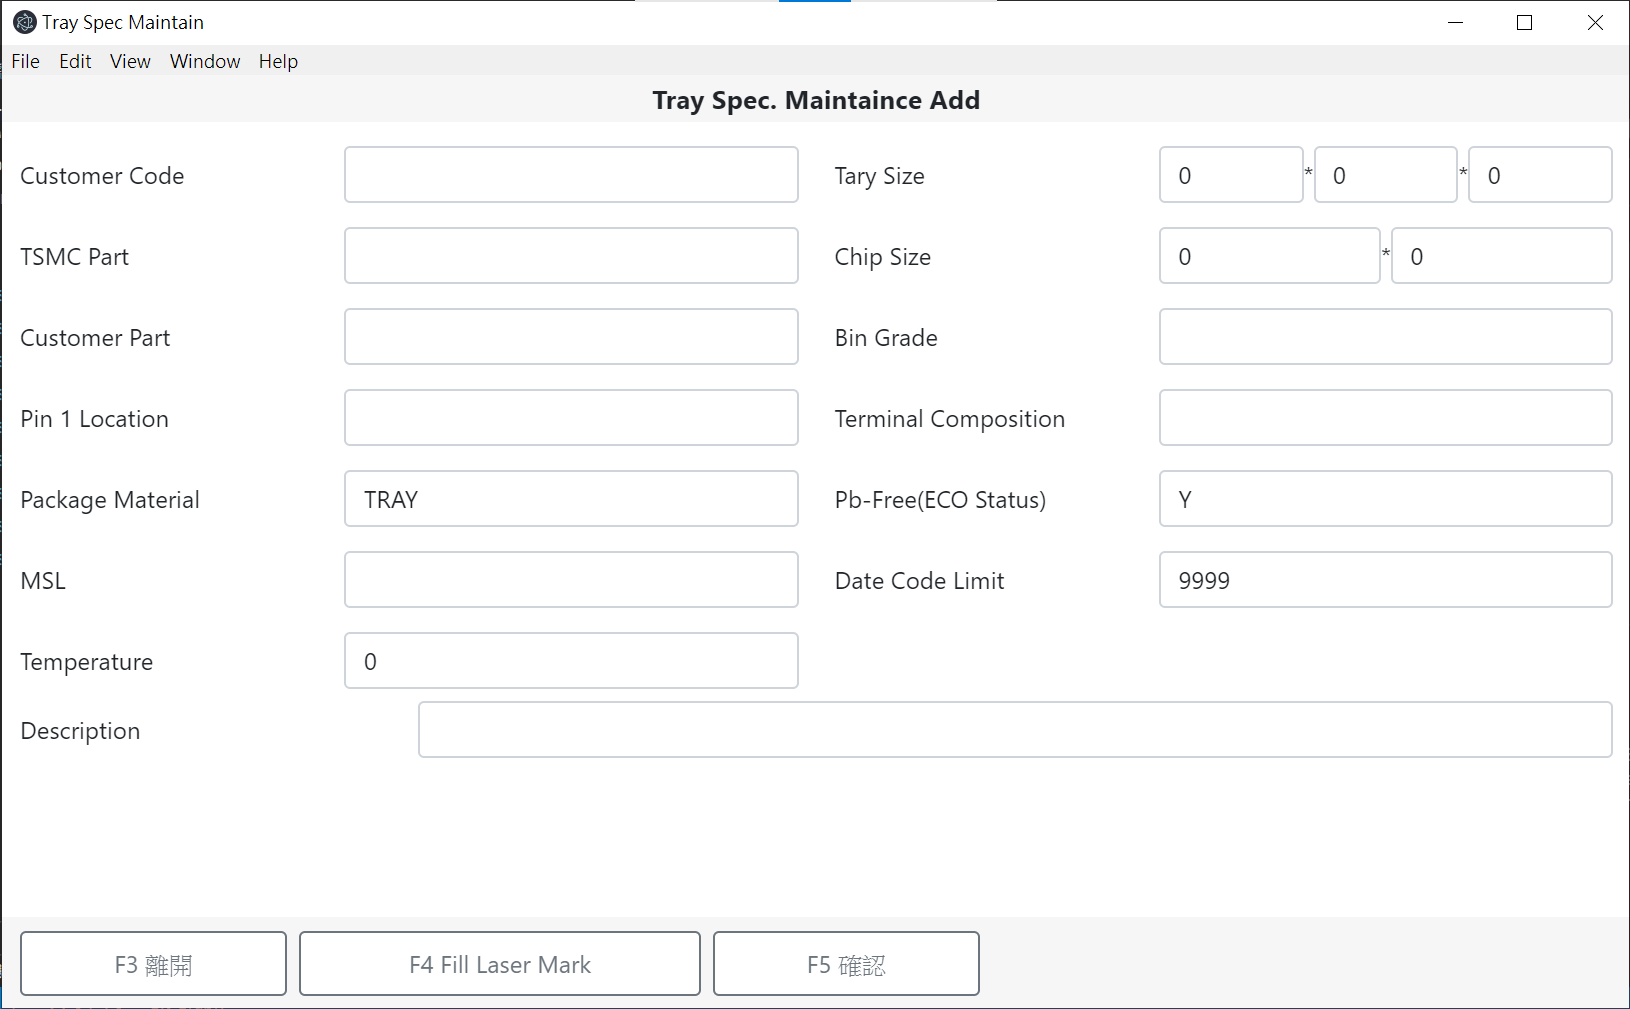 Tray Spec Maintain
File Edit View Window Help
Tray Spec. Maintaince Add
Customer Code Tary Size 0 * 0 * 0
TSMC Part Chip Size 0 * 0
Customer Part Bin Grade
Pin 1 Location Terminal Composition
Package Material TRAY Pb-Free(ECO Status) Y
MSL Date Code Limit 9999
Temperature 0
Description
F3 離開 F4 Fill Laser Mark F5 確認